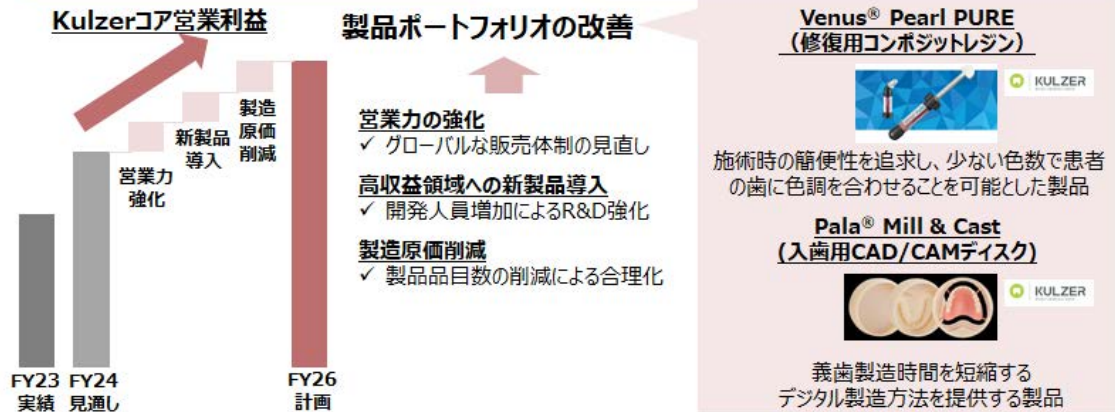 Kulzerコア営業利益
営業力
強化
新製品
導入
製造
原価
削減
FY23
実績
FY24
見通し
FY26
計画
製品ポートフォリオの改善
営業力の強化
✓ グローバルな販売体制の見直し
高収益領域への新製品導入
✓ 開発人員増加によるR&D強化
製造原価削減
✓ 製品品目数の削減による合理化
Venus® Pearl PURE
（修復用コンポジットレジン）
KULZER
施術時の簡便性を追求し、少ない色数で患者
の歯に色調を合わせることを可能とした製品
Pala® Mill & Cast
(入歯用CAD/CAMディスク)
KULZER
義歯製造時間を短縮する
デジタル製造方法を提供する製品